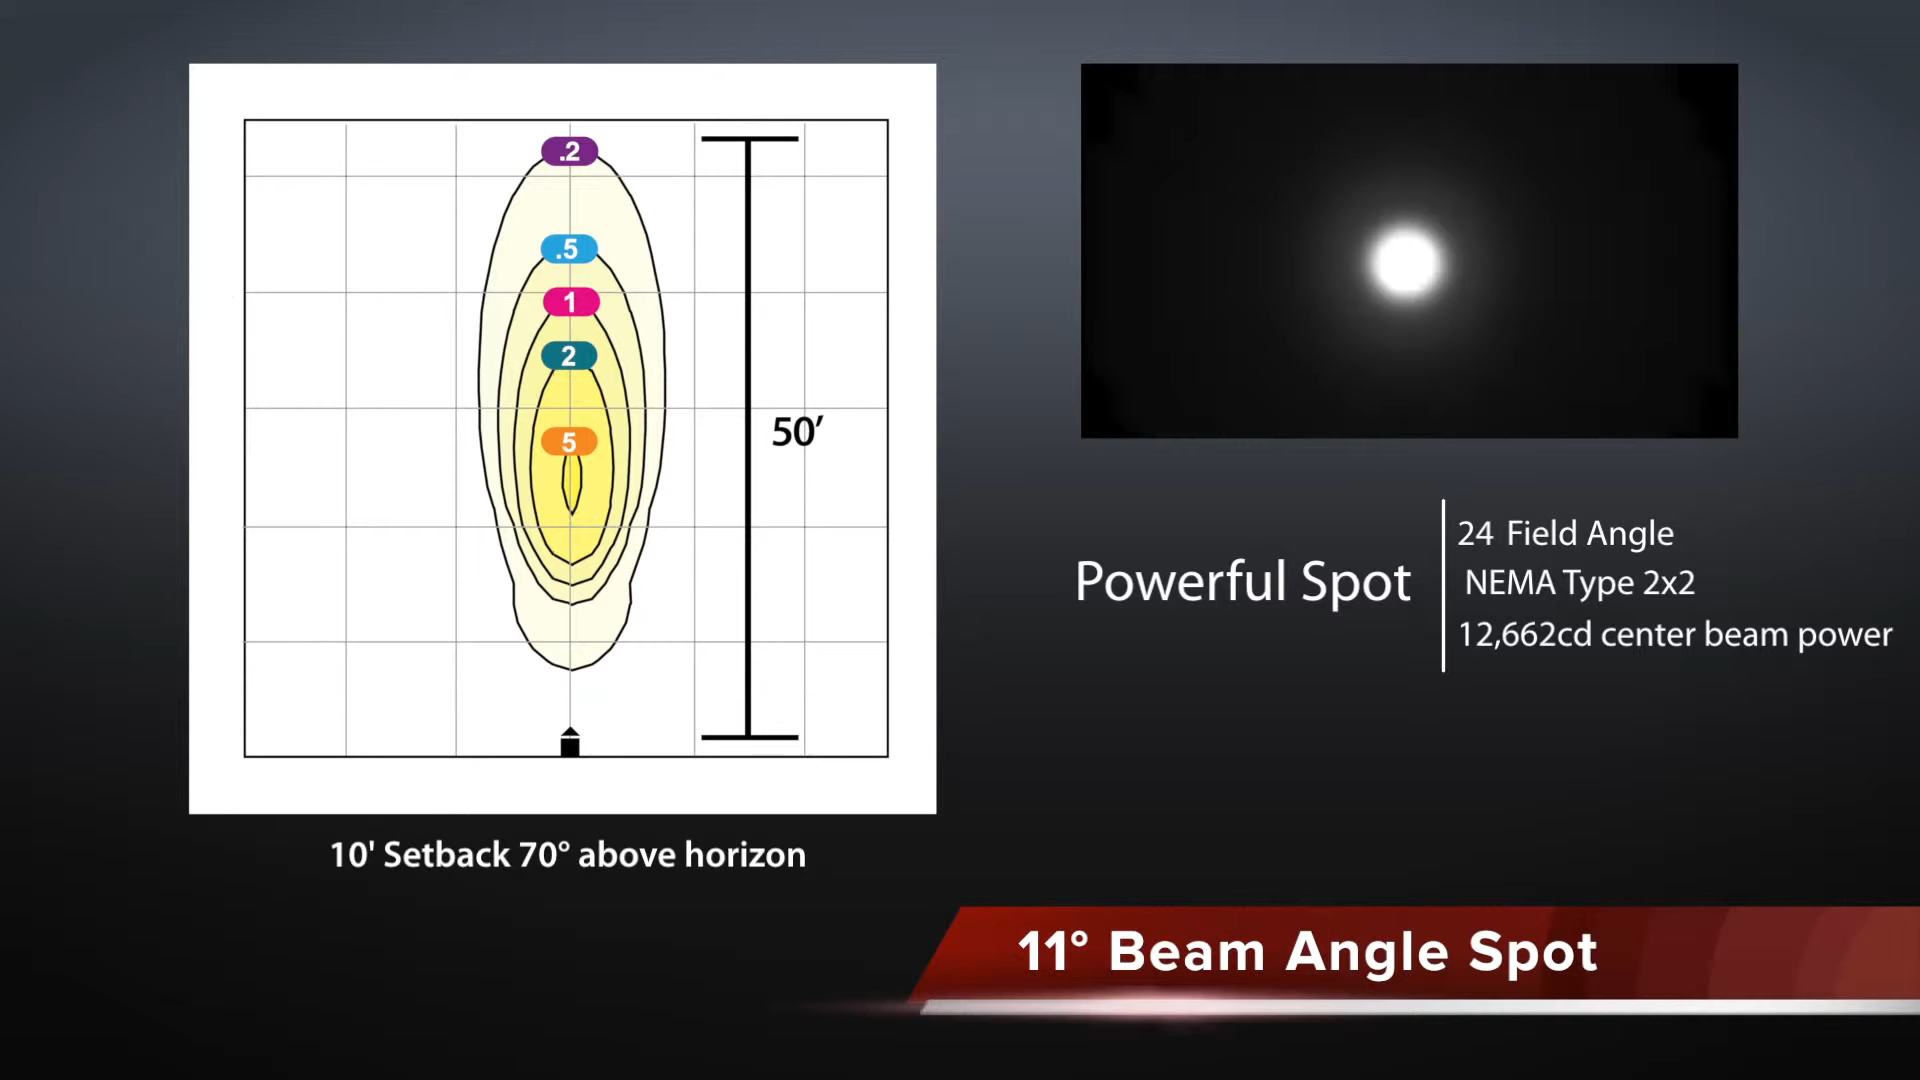 .2
.5
1
2
5
50′
10' Setback 70° above horizon
Powerful Spot
24 Field Angle
NEMA Type 2x2
12,662cd center beam power
11° Beam Angle Spot